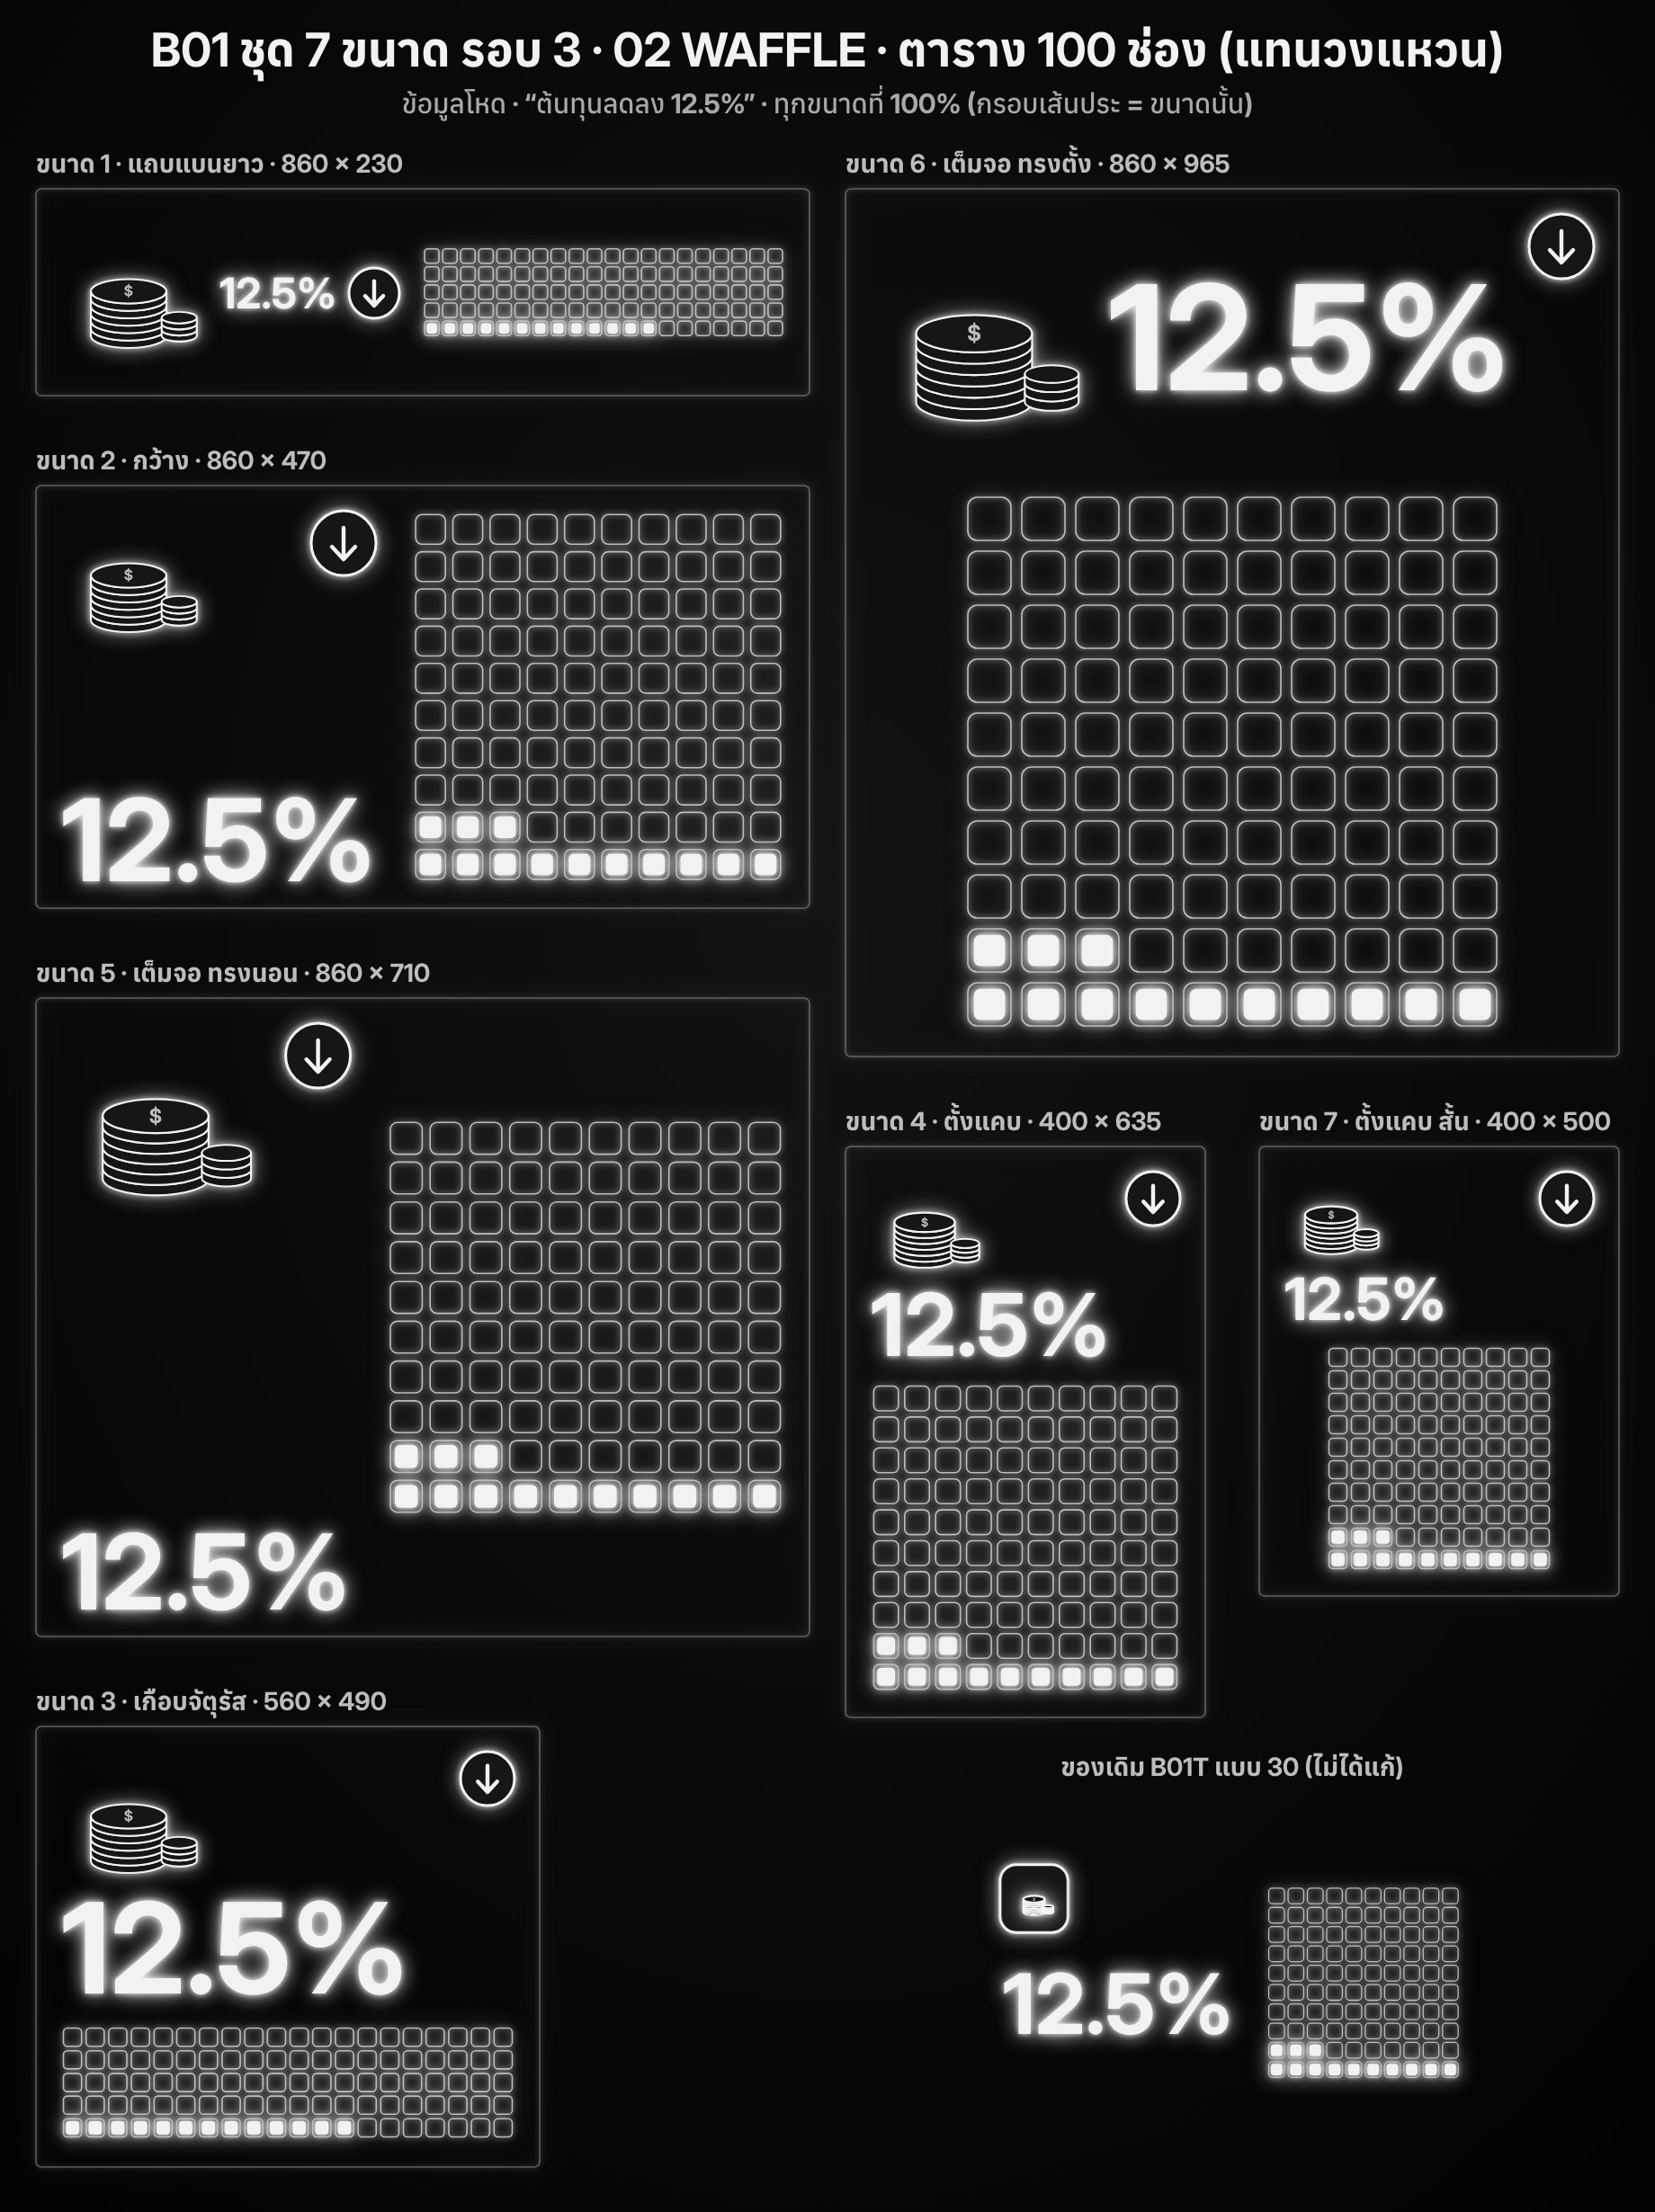 B01 ชุด 7 ขนาด รอบ 3 · 02 WAFFLE · ตาราง 100 ช่อง (แทนวงแหวน)
ข้อมูลโหด · “ต้นทุนลดลง 12.5%” · ทุกขนาดที่ 100% (กรอบเส้นประ = ขนาดนั้น)
ขนาด 1 · แถบแบนยาว · 860 × 230
$
12.5%
ขนาด 2 · กว้าง · 860 × 470
$
12.5%
ขนาด 5 · เต็มจอ ทรงนอน · 860 × 710
$
12.5%
ขนาด 3 · เกือบจัตุรัส · 560 × 490
$
12.5%
ขนาด 6 · เต็มจอ ทรงตั้ง · 860 × 965
$
12.5%
ขนาด 4 · ตั้งแคบ · 400 × 635
$
12.5%
ขนาด 7 · ตั้งแคบ สั้น · 400 × 500
$
12.5%
ของเดิม B01T แบบ 30 (ไม่ได้แก้)
12.5%